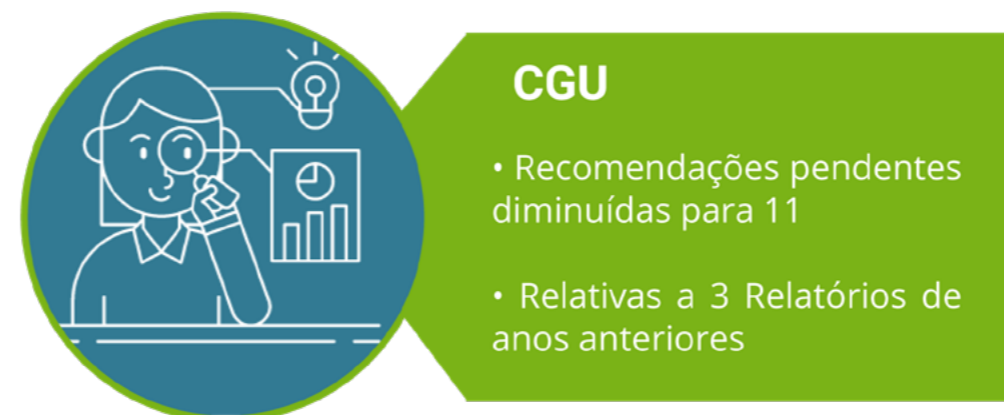 CGU
• Recomendações pendentes
diminuídas para 11
• Relativas a 3 Relatórios de
anos anteriores